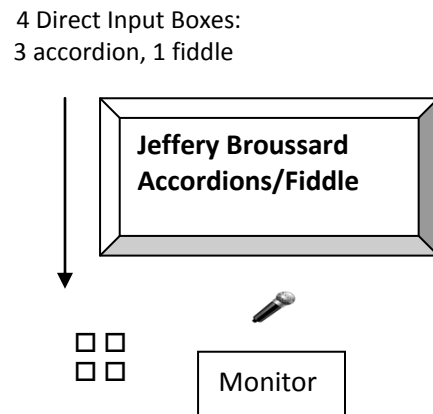 4 Direct Input Boxes:
3 accordion, 1 fiddle
Jeffery Broussard
Accordions/Fiddle
Monitor